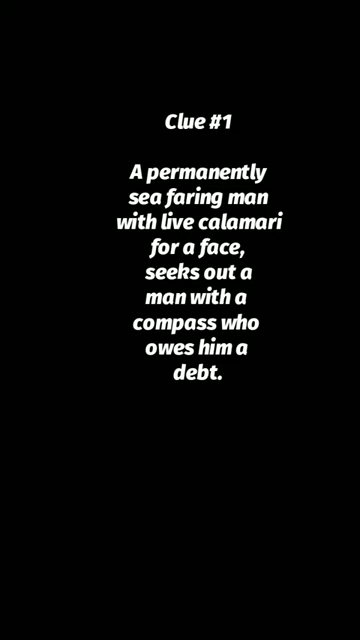 Clue #1
A permanently
sea faring man
with live calamari
for a face,
seeks out a
man with a
compass who
owes him a
debt.